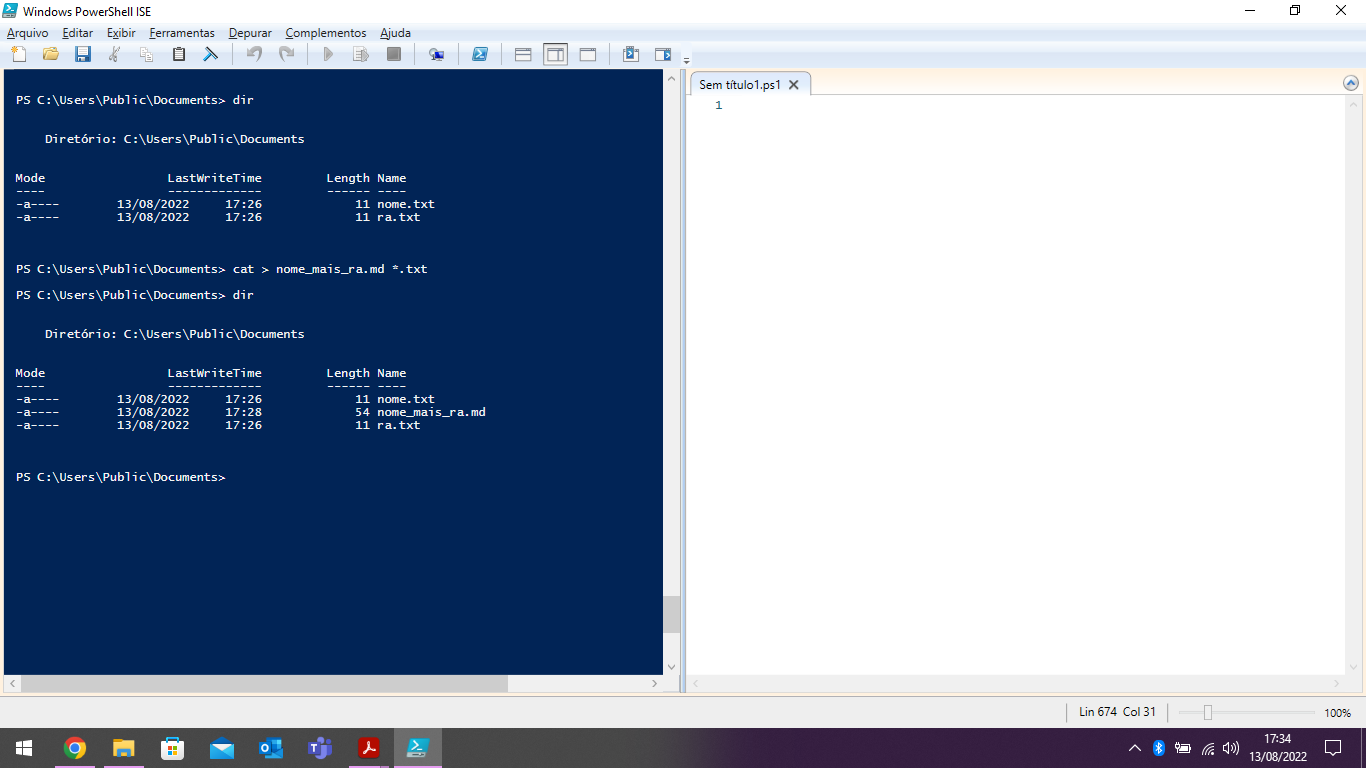 Windows PowerShell ISE
Arquivo Editar Exibir Ferramentas Depurar Complementos Ajuda
PS C:\Users\Public\Documents> dir
Diretório: C:\Users\Public\Documents
Mode LastWriteTime Length Name
---- ------------- ------ ----
-a---- 13/08/2022 17:26 11 nome.txt
-a---- 13/08/2022 17:26 11 ra.txt
PS C:\Users\Public\Documents> cat > nome_mais_ra.md *.txt
PS C:\Users\Public\Documents> dir
Diretório: C:\Users\Public\Documents
Mode LastWriteTime Length Name
---- ------------- ------ ----
-a---- 13/08/2022 17:26 11 nome.txt
-a---- 13/08/2022 17:28 54 nome_mais_ra.md
-a---- 13/08/2022 17:26 11 ra.txt
PS C:\Users\Public\Documents>
Sem título1.ps1
1
Lin 674 Col 31 100%
17:34
13/08/2022